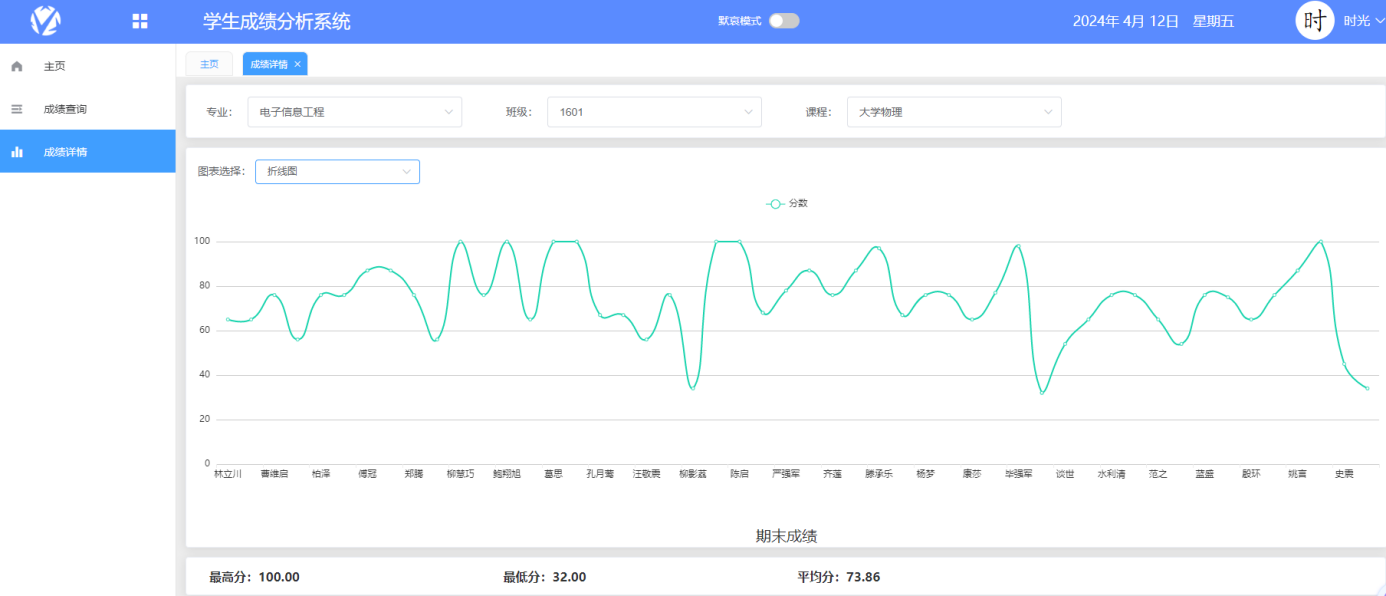 学生成绩分析系统
默哀模式
2024年 4月 12日 星期五
时
时光
主页
成绩查询
成绩详情
主页
成绩详情 ×
专业： 电子信息工程
班级： 1601
课程： 大学物理
图表选择： 折线图
分数
100
80
60
40
20
0
林立川 曹维启 柏泽 傅冠 郑腾 柳慧巧 鲍翔旭 葛思 孔月莺 汪敬震 柳影荔 陈启 严强军 齐莲 滕承乐 杨梦 康莎 毕强军 谈世 水利清 范之 蓝盛 殷环 姚言 史震
期末成绩
最高分：100.00 最低分：32.00 平均分：73.86